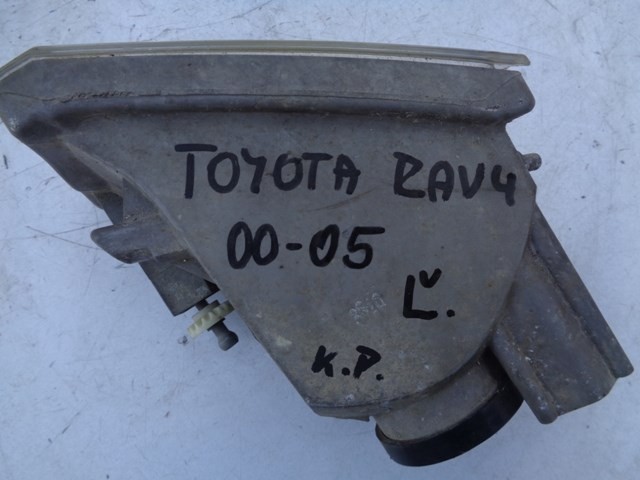 TOYOTA RAV4
00-05
Ľ.
K.P.